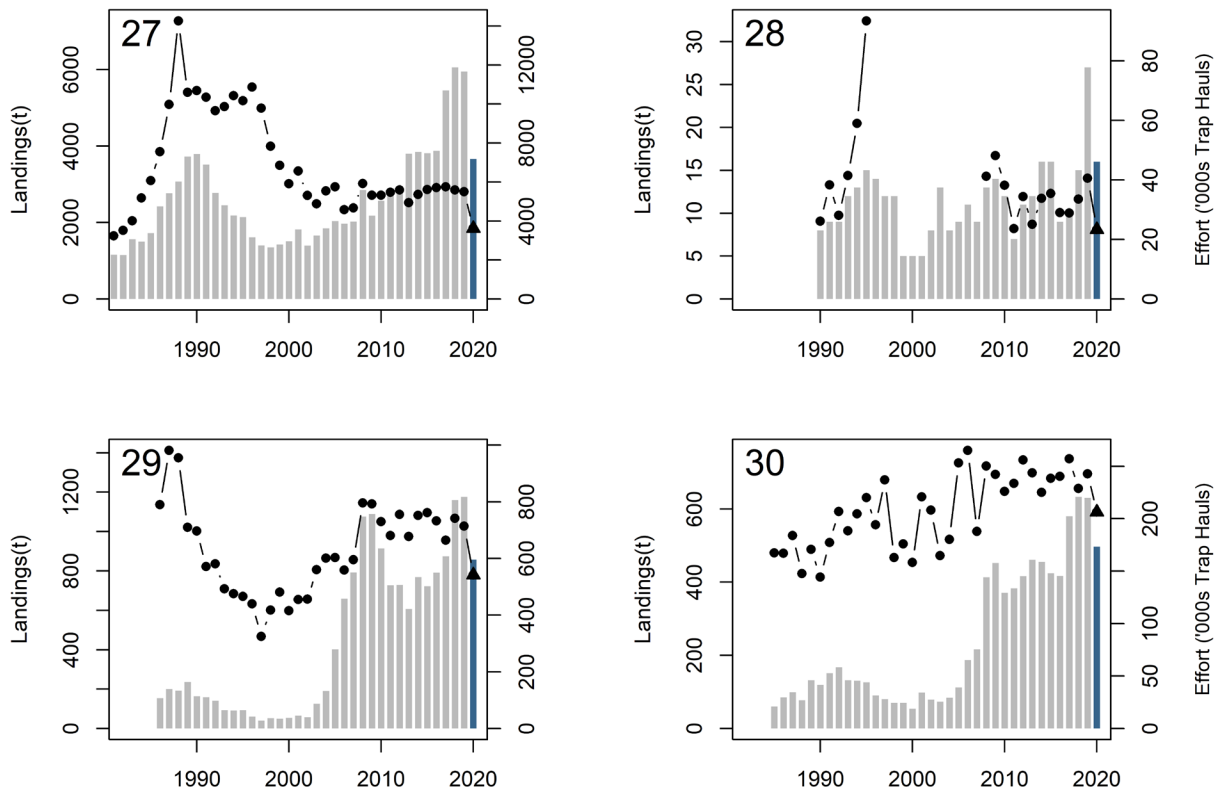 27
Landings(t)
0 2000 4000 6000
0 4000 8000 12000
1990 2000 2010 2020
28
Landings(t)
0 5 10 15 20 25 30
0 20 40 60 80
Effort ('000s Trap Hauls)
1990 2000 2010 2020
29
Landings(t)
0 400 800 1200
0 200 400 600 800
1990 2000 2010 2020
30
Landings(t)
0 200 400 600
0 50 100 200
Effort ('000s Trap Hauls)
1990 2000 2010 2020